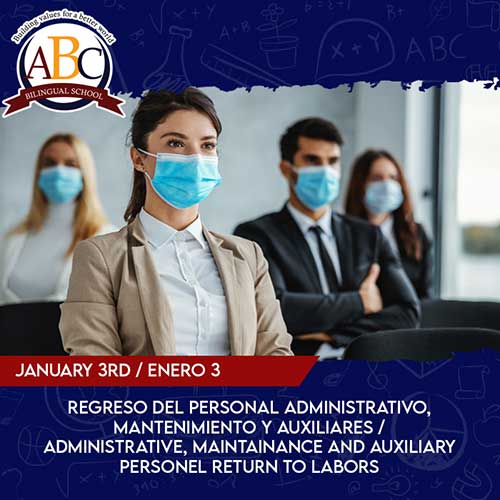 Building values for a better world
ABC
BILINGUAL SCHOOL
x+y
ABC
JANUARY 3RD / ENERO 3
REGRESO DEL PERSONAL ADMINISTRATIVO,
MANTENIMIENTO Y AUXILIARES /
ADMINISTRATIVE, MAINTAINANCE AND AUXILIARY
PERSONEL RETURN TO LABORS